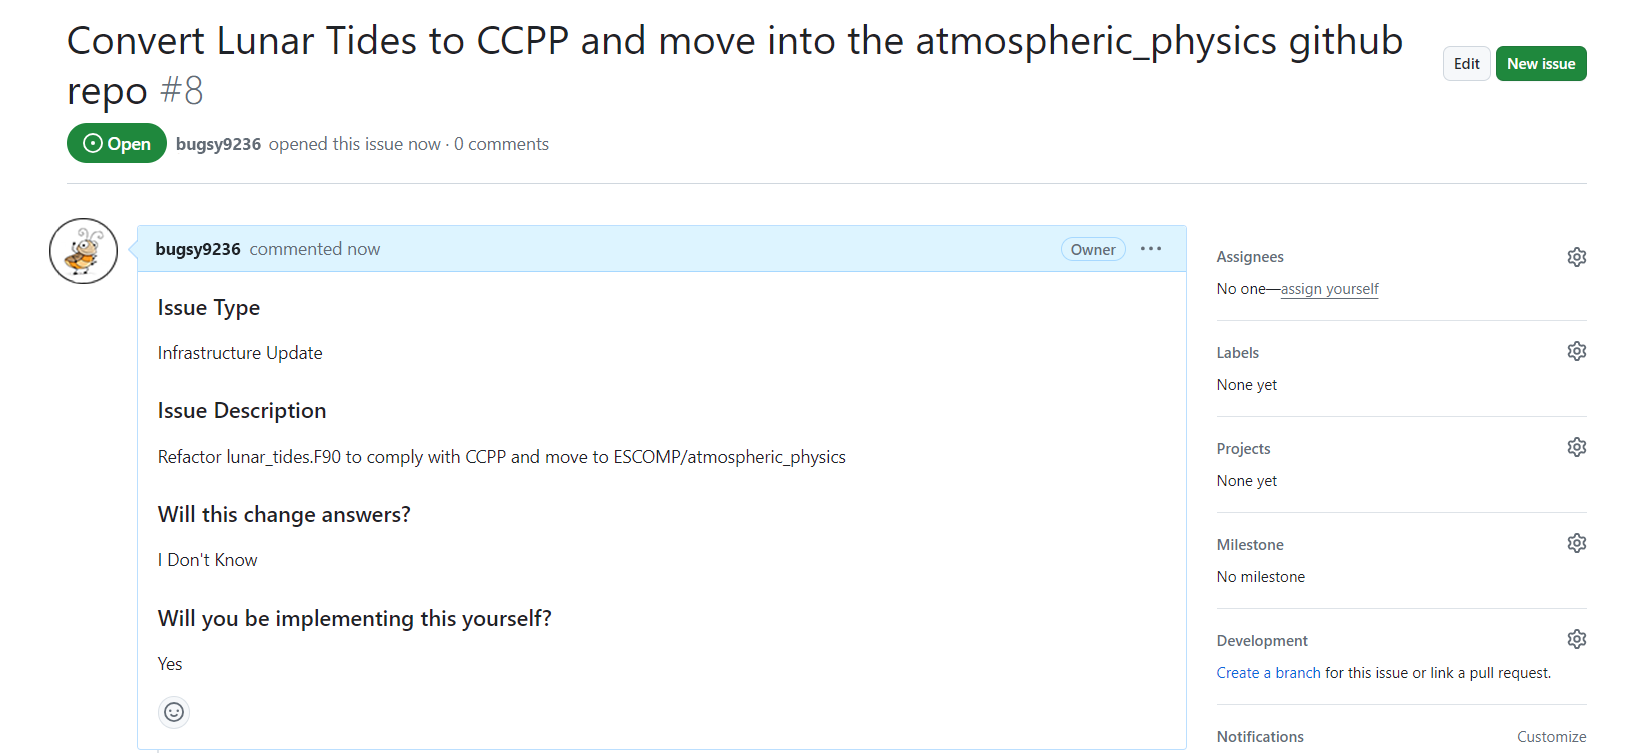 Convert Lunar Tides to CCPP and move into the atmospheric_physics github
repo #8
Edit
New issue
Open
bugsy9236 opened this issue now · 0 comments
bugsy9236 commented now
Owner
Issue Type
Infrastructure Update
Issue Description
Refactor lunar_tides.F90 to comply with CCPP and move to ESCOMP/atmospheric_physics
Will this change answers?
I Don't Know
Will you be implementing this yourself?
Yes
Assignees
No one—assign yourself
Labels
None yet
Projects
None yet
Milestone
No milestone
Development
Create a branch for this issue or link a pull request.
Notifications
Customize